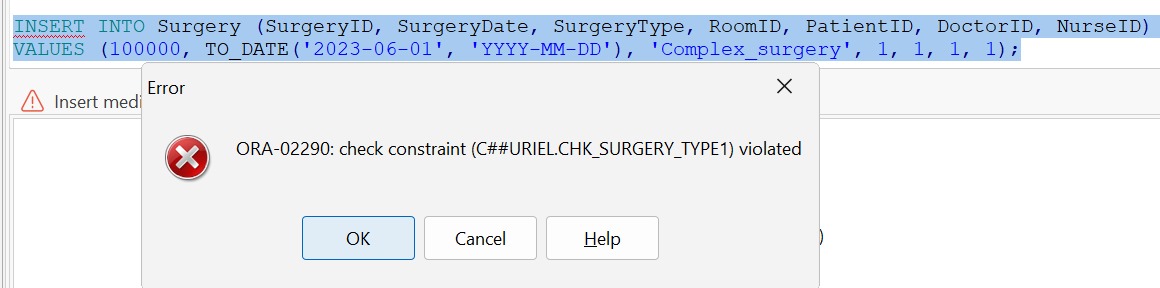 INSERT INTO Surgery (SurgeryID, SurgeryDate, SurgeryType, RoomID, PatientID, DoctorID, NurseID)
VALUES (100000, TO_DATE('2023-06-01', 'YYYY-MM-DD'), 'Complex_surgery', 1, 1, 1, 1);
Error
Insert medi
ORA-02290: check constraint (C##URIEL.CHK_SURGERY_TYPE1) violated
OK Cancel Help
)